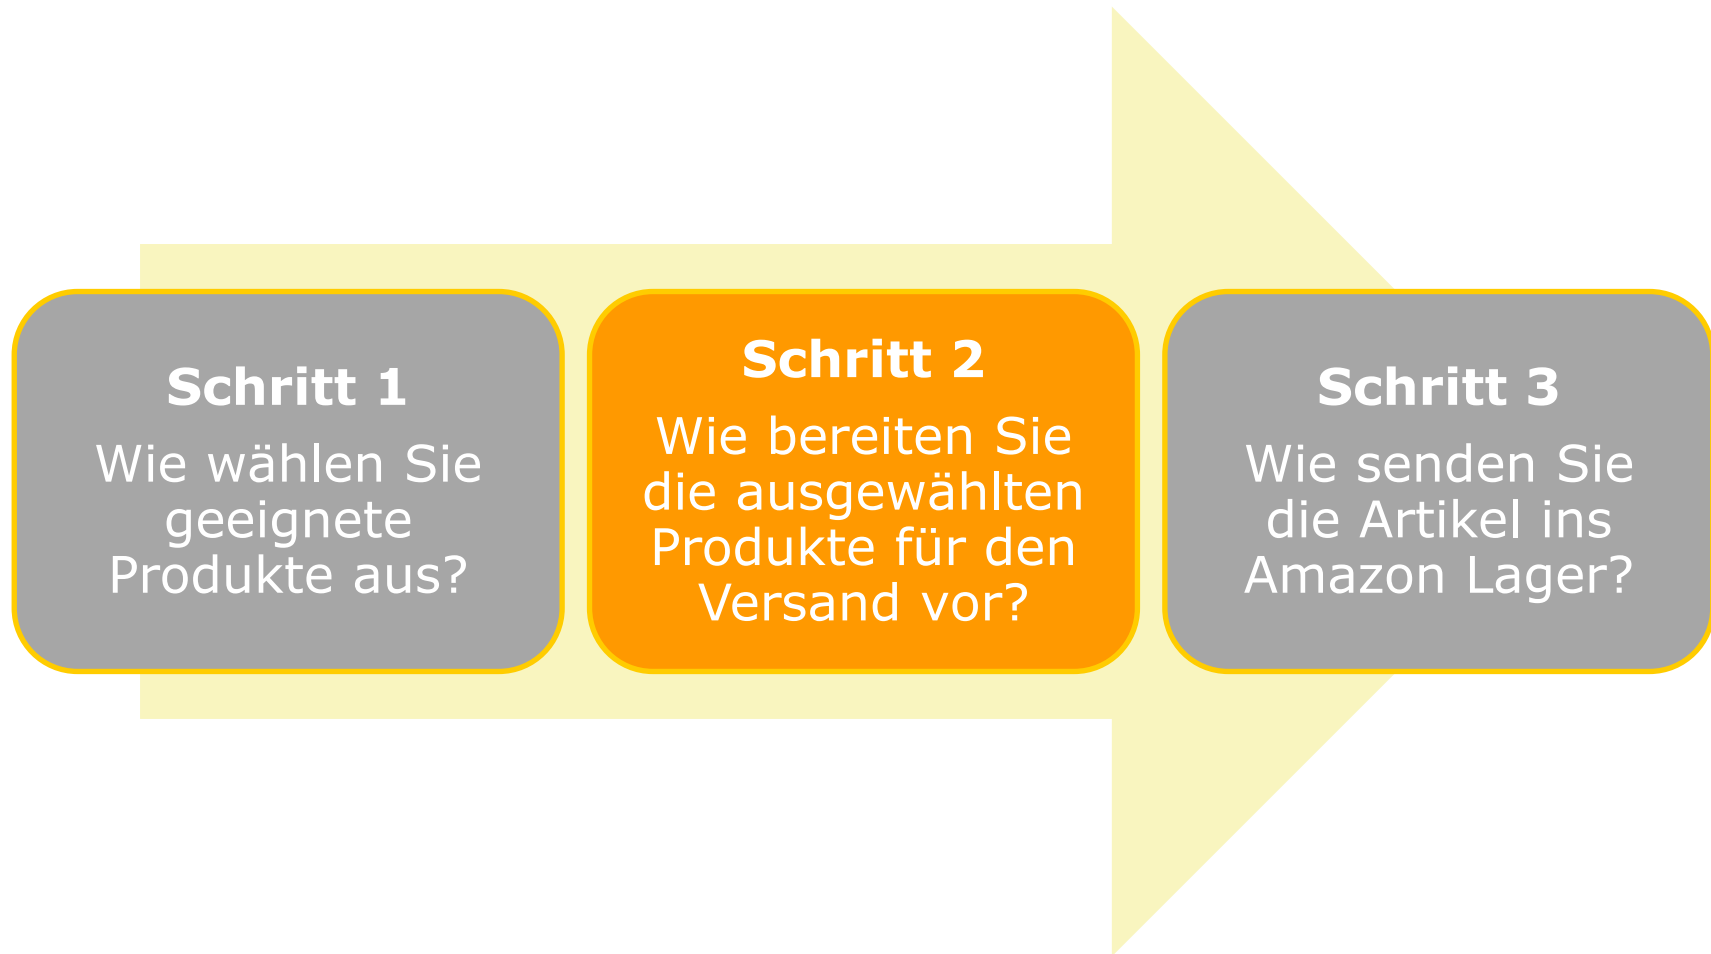 Schritt 1
Wie wählen Sie
geeignete
Produkte aus?
Schritt 2
Wie bereiten Sie
die ausgewählten
Produkte für den
Versand vor?
Schritt 3
Wie senden Sie
die Artikel ins
Amazon Lager?